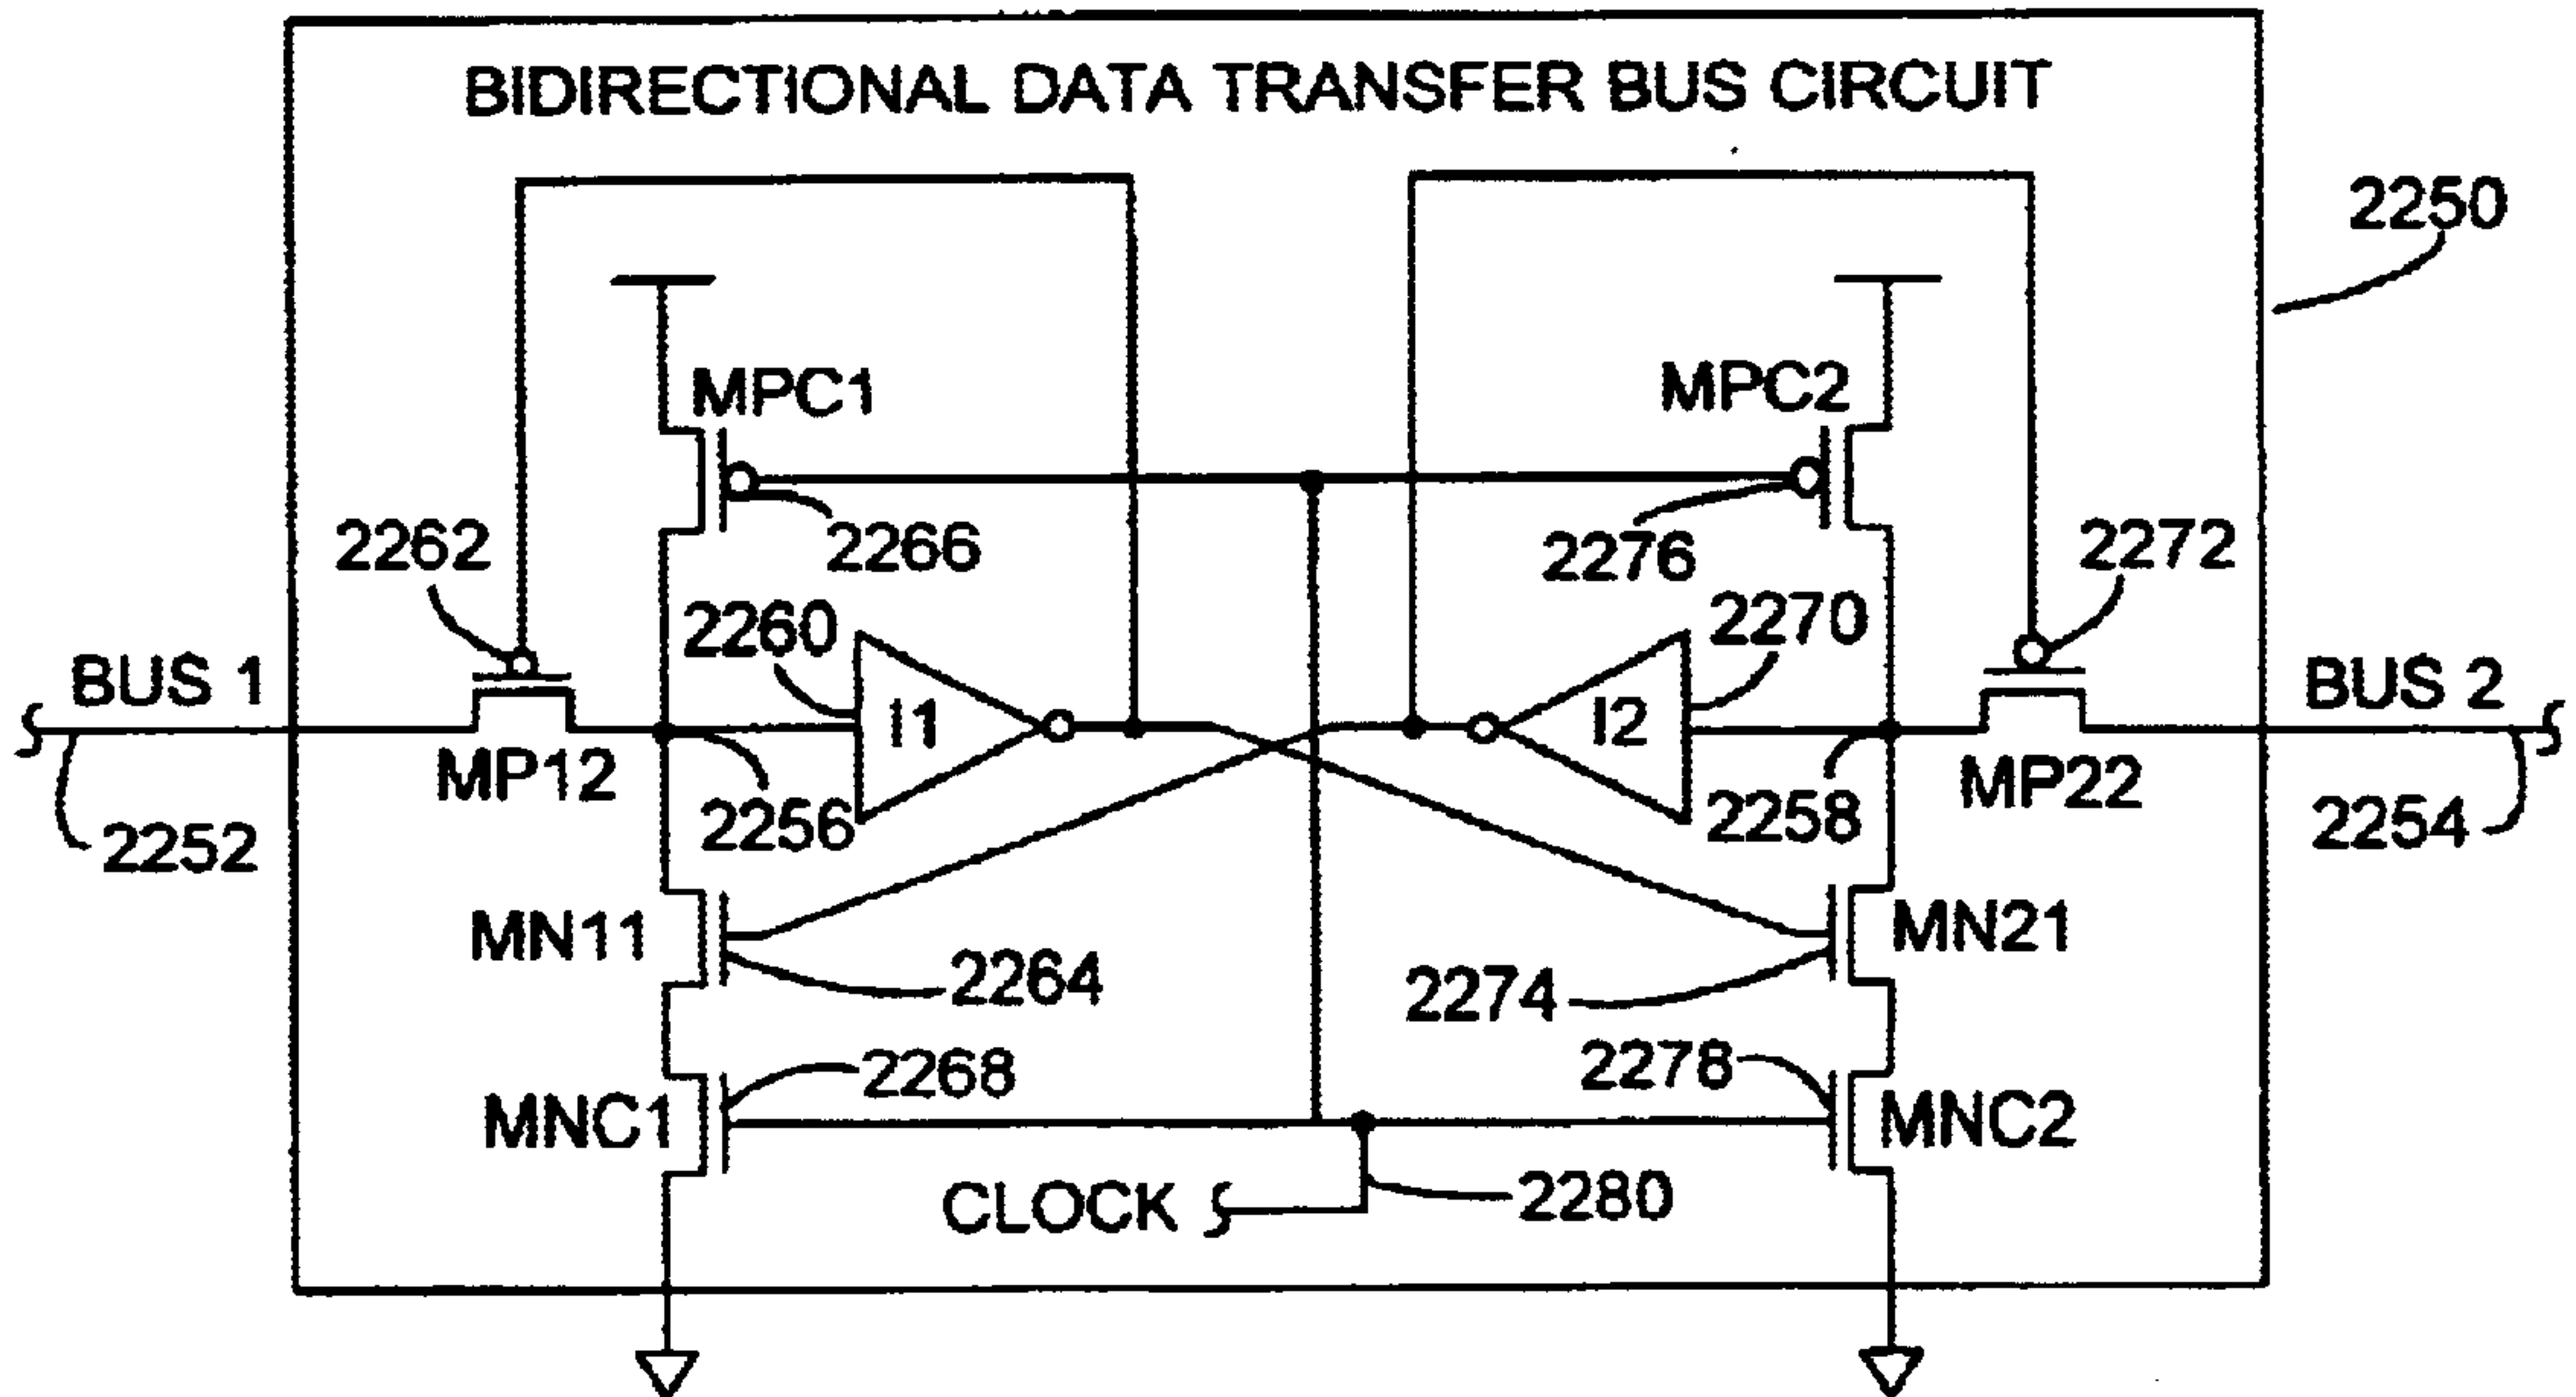 BIDIRECTIONAL DATA TRANSFER BUS CIRCUIT
2250
MPC1
MPC2
2262
2266
2276
2272
2260
2270
BUS 1
I1
I2
BUS 2
MP12
2256
2258
MP22
2252
2254
MN11
2264
2274
MN21
2268
2278
MNC1
MNC2
CLOCK
2280